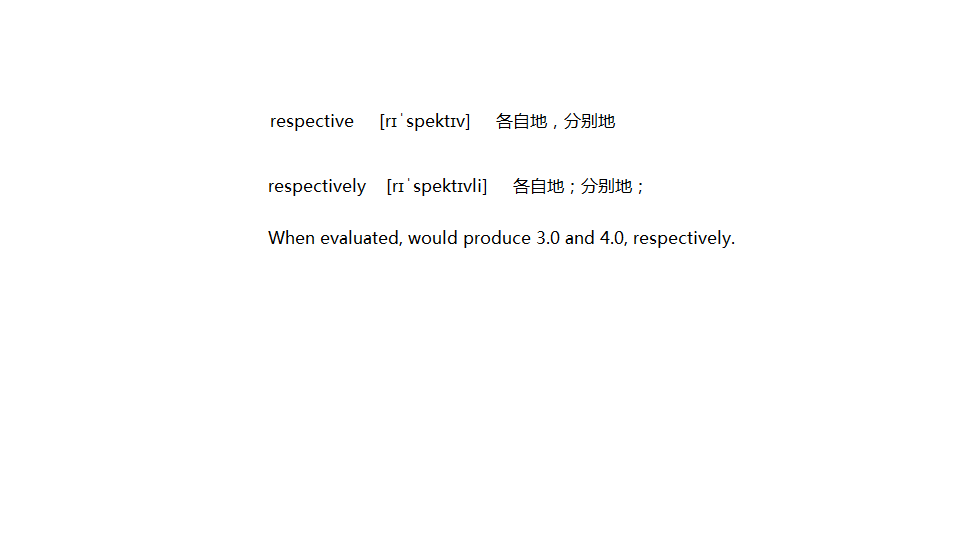 respective [rɪˈspektɪv] 各自地，分别地
respectively [rɪˈspektɪvli] 各自地；分别地；
When evaluated, would produce 3.0 and 4.0, respectively.